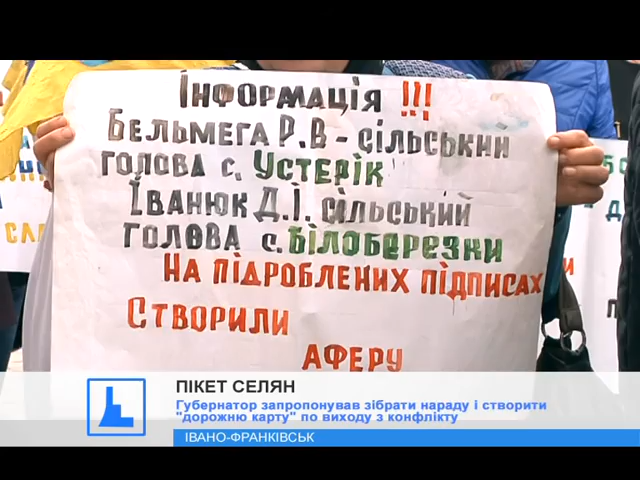 Інформація !!!
Бельмега Р.В - сільський
голова с. Устерік
Іванюк Д.І. сільський
голова с. Білоберезки
на підроблених підписах
Створили
аферу
ПІКЕТ СЕЛЯН
Губернатор запропонував зібрати нараду і створити
"дорожню карту" по виходу з конфлікту
ІВАНО-ФРАНКІВСЬК